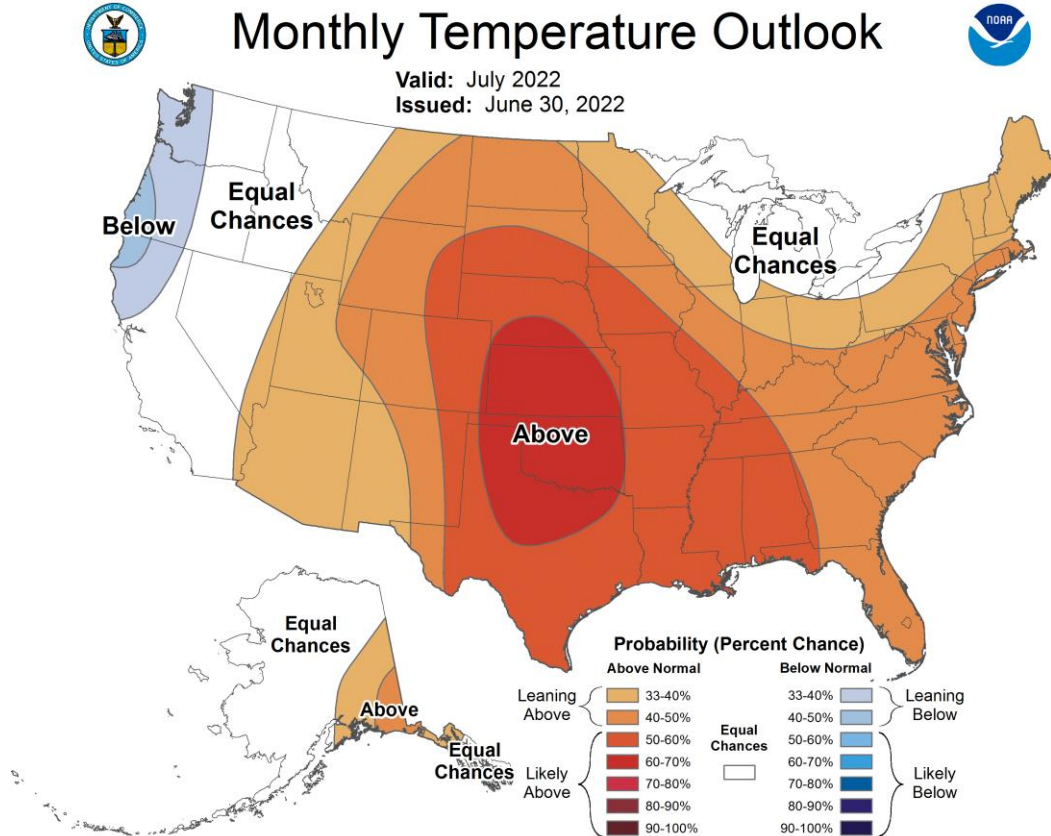 Monthly Temperature Outlook
NOAA
Valid: July 2022
Issued: June 30, 2022
Below
Equal
Chances
Equal
Chances
Above
Equal
Chances
Above
Equal
Chances
Probability (Percent Chance)
Above Normal
Below Normal
Leaning
Above
33-40%
40-50%
50-60%
60-70%
70-80%
80-90%
90-100%
Likely
Above
Equal
Chances
33-40%
40-50%
50-60%
60-70%
70-80%
80-90%
90-100%
Leaning
Below
Likely
Below